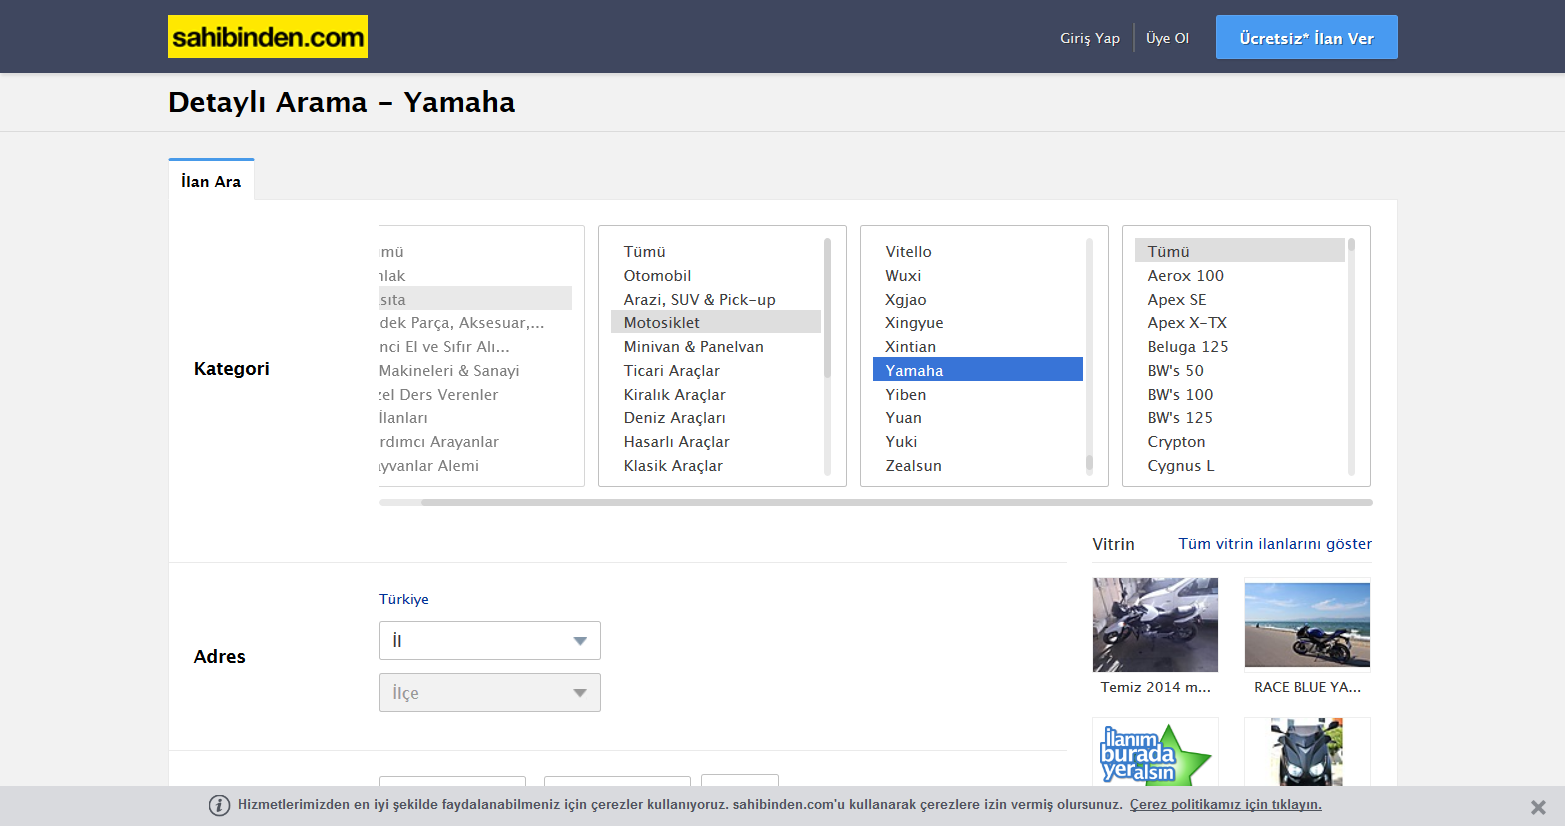 sahibinden.com
Giriş Yap
Üye Ol
Ücretsiz* İlan Ver
Detaylı Arama – Yamaha
İlan Ara
Kategori
Tümü
Otomobil
Arazi, SUV & Pick-up
Motosiklet
Minivan & Panelvan
Ticari Araçlar
Kiralık Araçlar
Deniz Araçları
Hasarlı Araçlar
Klasik Araçlar
Vitello
Wuxi
Xgjao
Xingyue
Xintian
Yamaha
Yiben
Yuan
Yuki
Zealsun
Tümü
Aerox 100
Apex SE
Apex X-TX
Beluga 125
BW's 50
BW's 100
BW's 125
Crypton
Cygnus L
mü
nlak
sıta
dek Parça, Aksesuar,...
nci El ve Sıfır Alı...
Makineleri & Sanayi
zel Ders Verenler
İlanları
rdımcı Arayanlar
ayvanlar Alemi
Vitrin
Tüm vitrin ilanlarını göster
Adres
Türkiye
İl
İlçe
Temiz 2014 m...
RACE BLUE YA...
ilanım
burada
yeralsın
Hizmetlerimizden en iyi şekilde faydalanabilmeniz için çerezler kullanıyoruz. sahibinden.com'u kullanarak çerezlere izin vermiş olursunuz. Çerez politikamız için tıklayın.